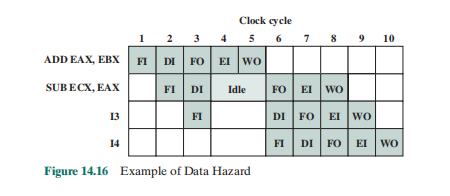 Clock cycle
1 2 3 4 5 6 7 8 9 10
ADD EAX, EBX FI DI FO EI WO
SUB ECX, EAX FI DI Idle FO EI WO
I3 FI DI FO EI WO
I4 FI DI FO EI WO
Figure 14.16 Example of Data Hazard